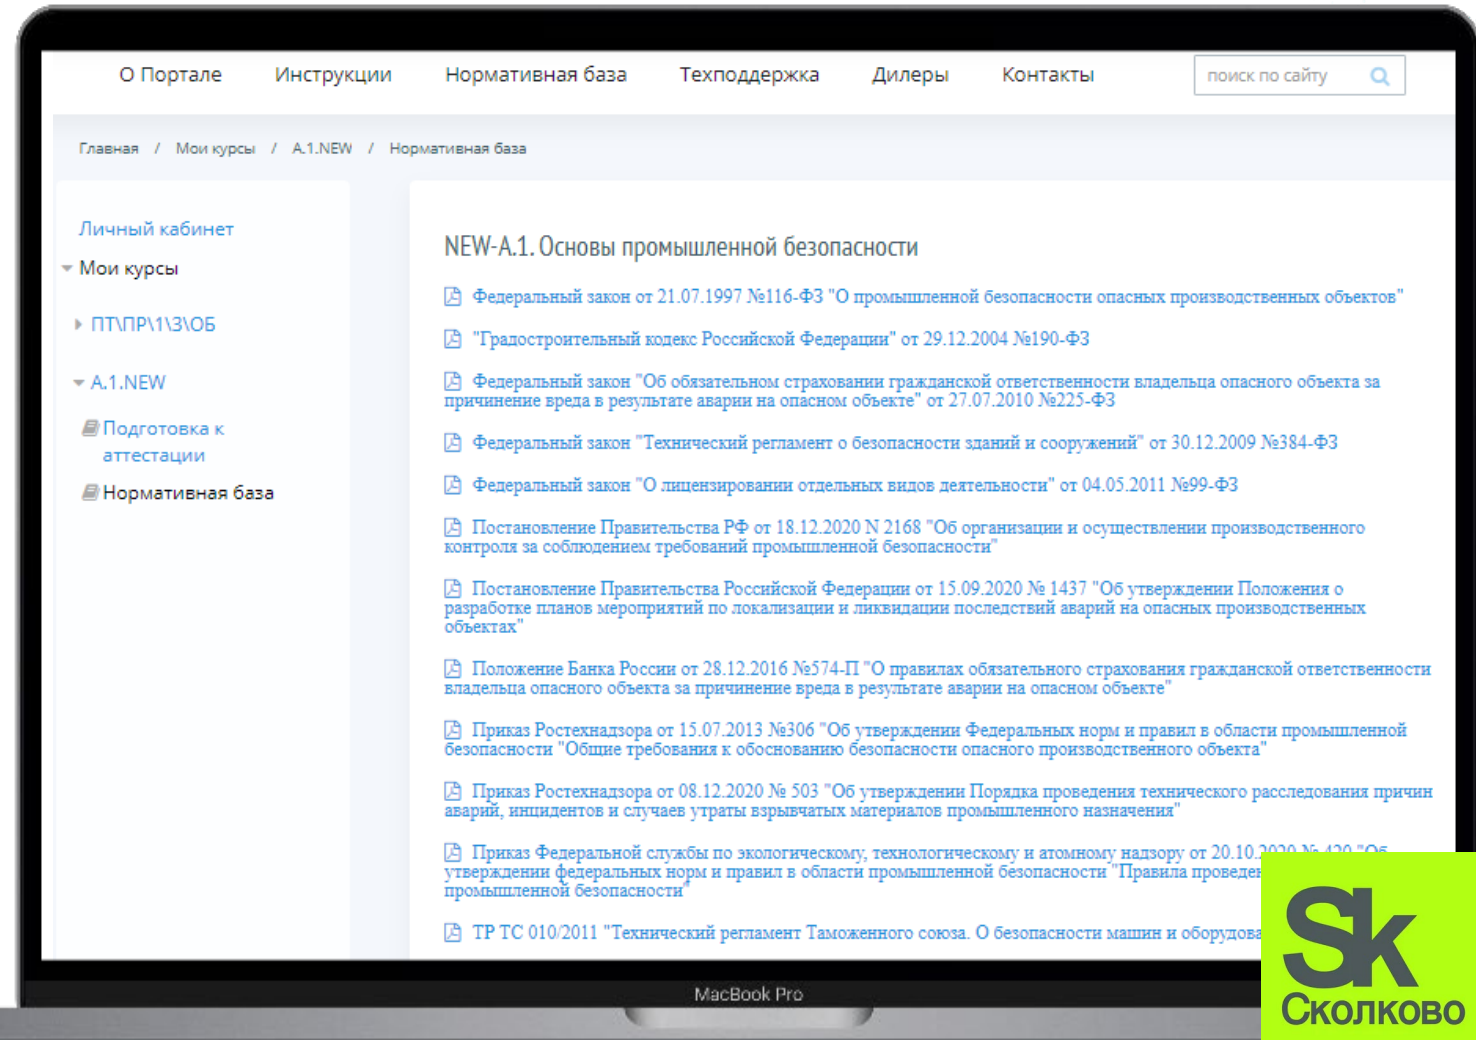 О Портале Инструкции Нормативная база Техподдержка Дилеры Контакты поиск по сайту
Главная / Мои курсы / A.1.NEW / Нормативная база
Личный кабинет
Мои курсы
ПТ\ПР\1\3\ОБ
A.1.NEW
Подготовка к
аттестации
Нормативная база
NEW-А.1. Основы промышленной безопасности
Федеральный закон от 21.07.1997 №116-ФЗ "О промышленной безопасности опасных производственных объектов"
"Градостроительный кодекс Российской Федерации" от 29.12.2004 №190-ФЗ
Федеральный закон "Об обязательном страховании гражданской ответственности владельца опасного объекта за
причинение вреда в результате аварии на опасном объекте" от 27.07.2010 №225-ФЗ
Федеральный закон "Технический регламент о безопасности зданий и сооружений" от 30.12.2009 №384-ФЗ
Федеральный закон "О лицензировании отдельных видов деятельности" от 04.05.2011 №99-ФЗ
Постановление Правительства РФ от 18.12.2020 N 2168 "Об организации и осуществлении производственного
контроля за соблюдением требований промышленной безопасности"
Постановление Правительства Российской Федерации от 15.09.2020 № 1437 "Об утверждении Положения о
разработке планов мероприятий по локализации и ликвидации последствий аварий на опасных производственных
объектах"
Положение Банка России от 28.12.2016 №574-П "О правилах обязательного страхования гражданской ответственности
владельца опасного объекта за причинение вреда в результате аварии на опасном объекте"
Приказ Ростехнадзора от 15.07.2013 №306 "Об утверждении Федеральных норм и правил в области промышленной
безопасности "Общие требования к обоснованию безопасности опасного производственного объекта"
Приказ Ростехнадзора от 08.12.2020 № 503 "Об утверждении Порядка проведения технического расследования причин
аварий, инцидентов и случаев утраты взрывчатых материалов промышленного назначения"
Приказ Федеральной службы по экологическому, технологическому и атомному надзору от 20.10.2020 № 420 "Об
утверждении федеральных норм и правил в области промышленной безопасности "Правила
промышленной безопасности"
ТР ТС 010/2011 "Технический регламент Таможенного союза. О безопасности машин и
MacBook Pro
Sk
Сколково